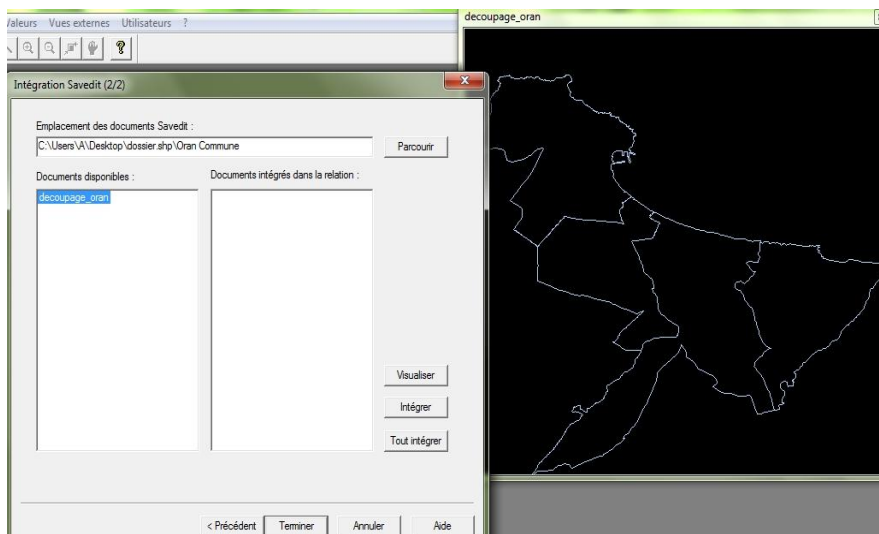 Valeurs Vues externes Utilisateurs ?
decoupage_oran
Intégration Savedit (2/2)
Emplacement des documents Savedit :
C:\Users\A\Desktop\dossier.shp\Oran Commune
Parcourir
Documents disponibles :
Documents intégrés dans la relation :
decoupage_oran
Visualiser
Intégrer
Tout intégrer
< Précédent
Terminer
Annuler
Aide